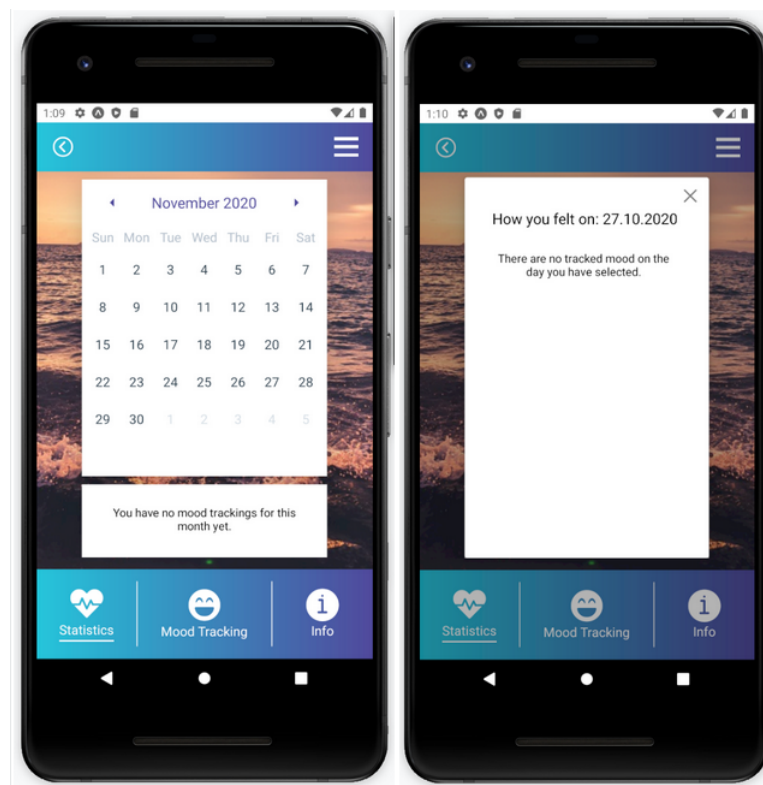 1:09
November 2020
Sun Mon Tue Wed Thu Fri Sat
1 2 3 4 5 6 7
8 9 10 11 12 13 14
15 16 17 18 19 20 21
22 23 24 25 26 27 28
29 30 1 2 3 4 5
You have no mood trackings for this
month yet.
Statistics Mood Tracking Info
1:10
How you felt on: 27.10.2020
There are no tracked mood on the
day you have selected.
Statistics Mood Tracking Info